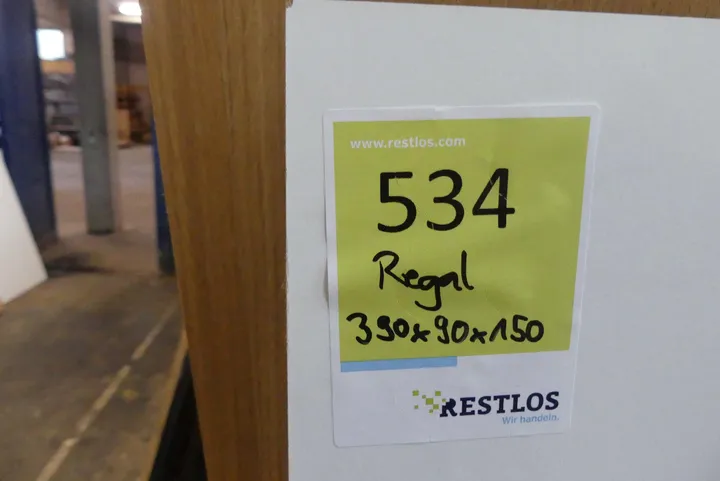 www.restlos.com
534
Regal
390x90x150
RESTLOS
Wir handeln.